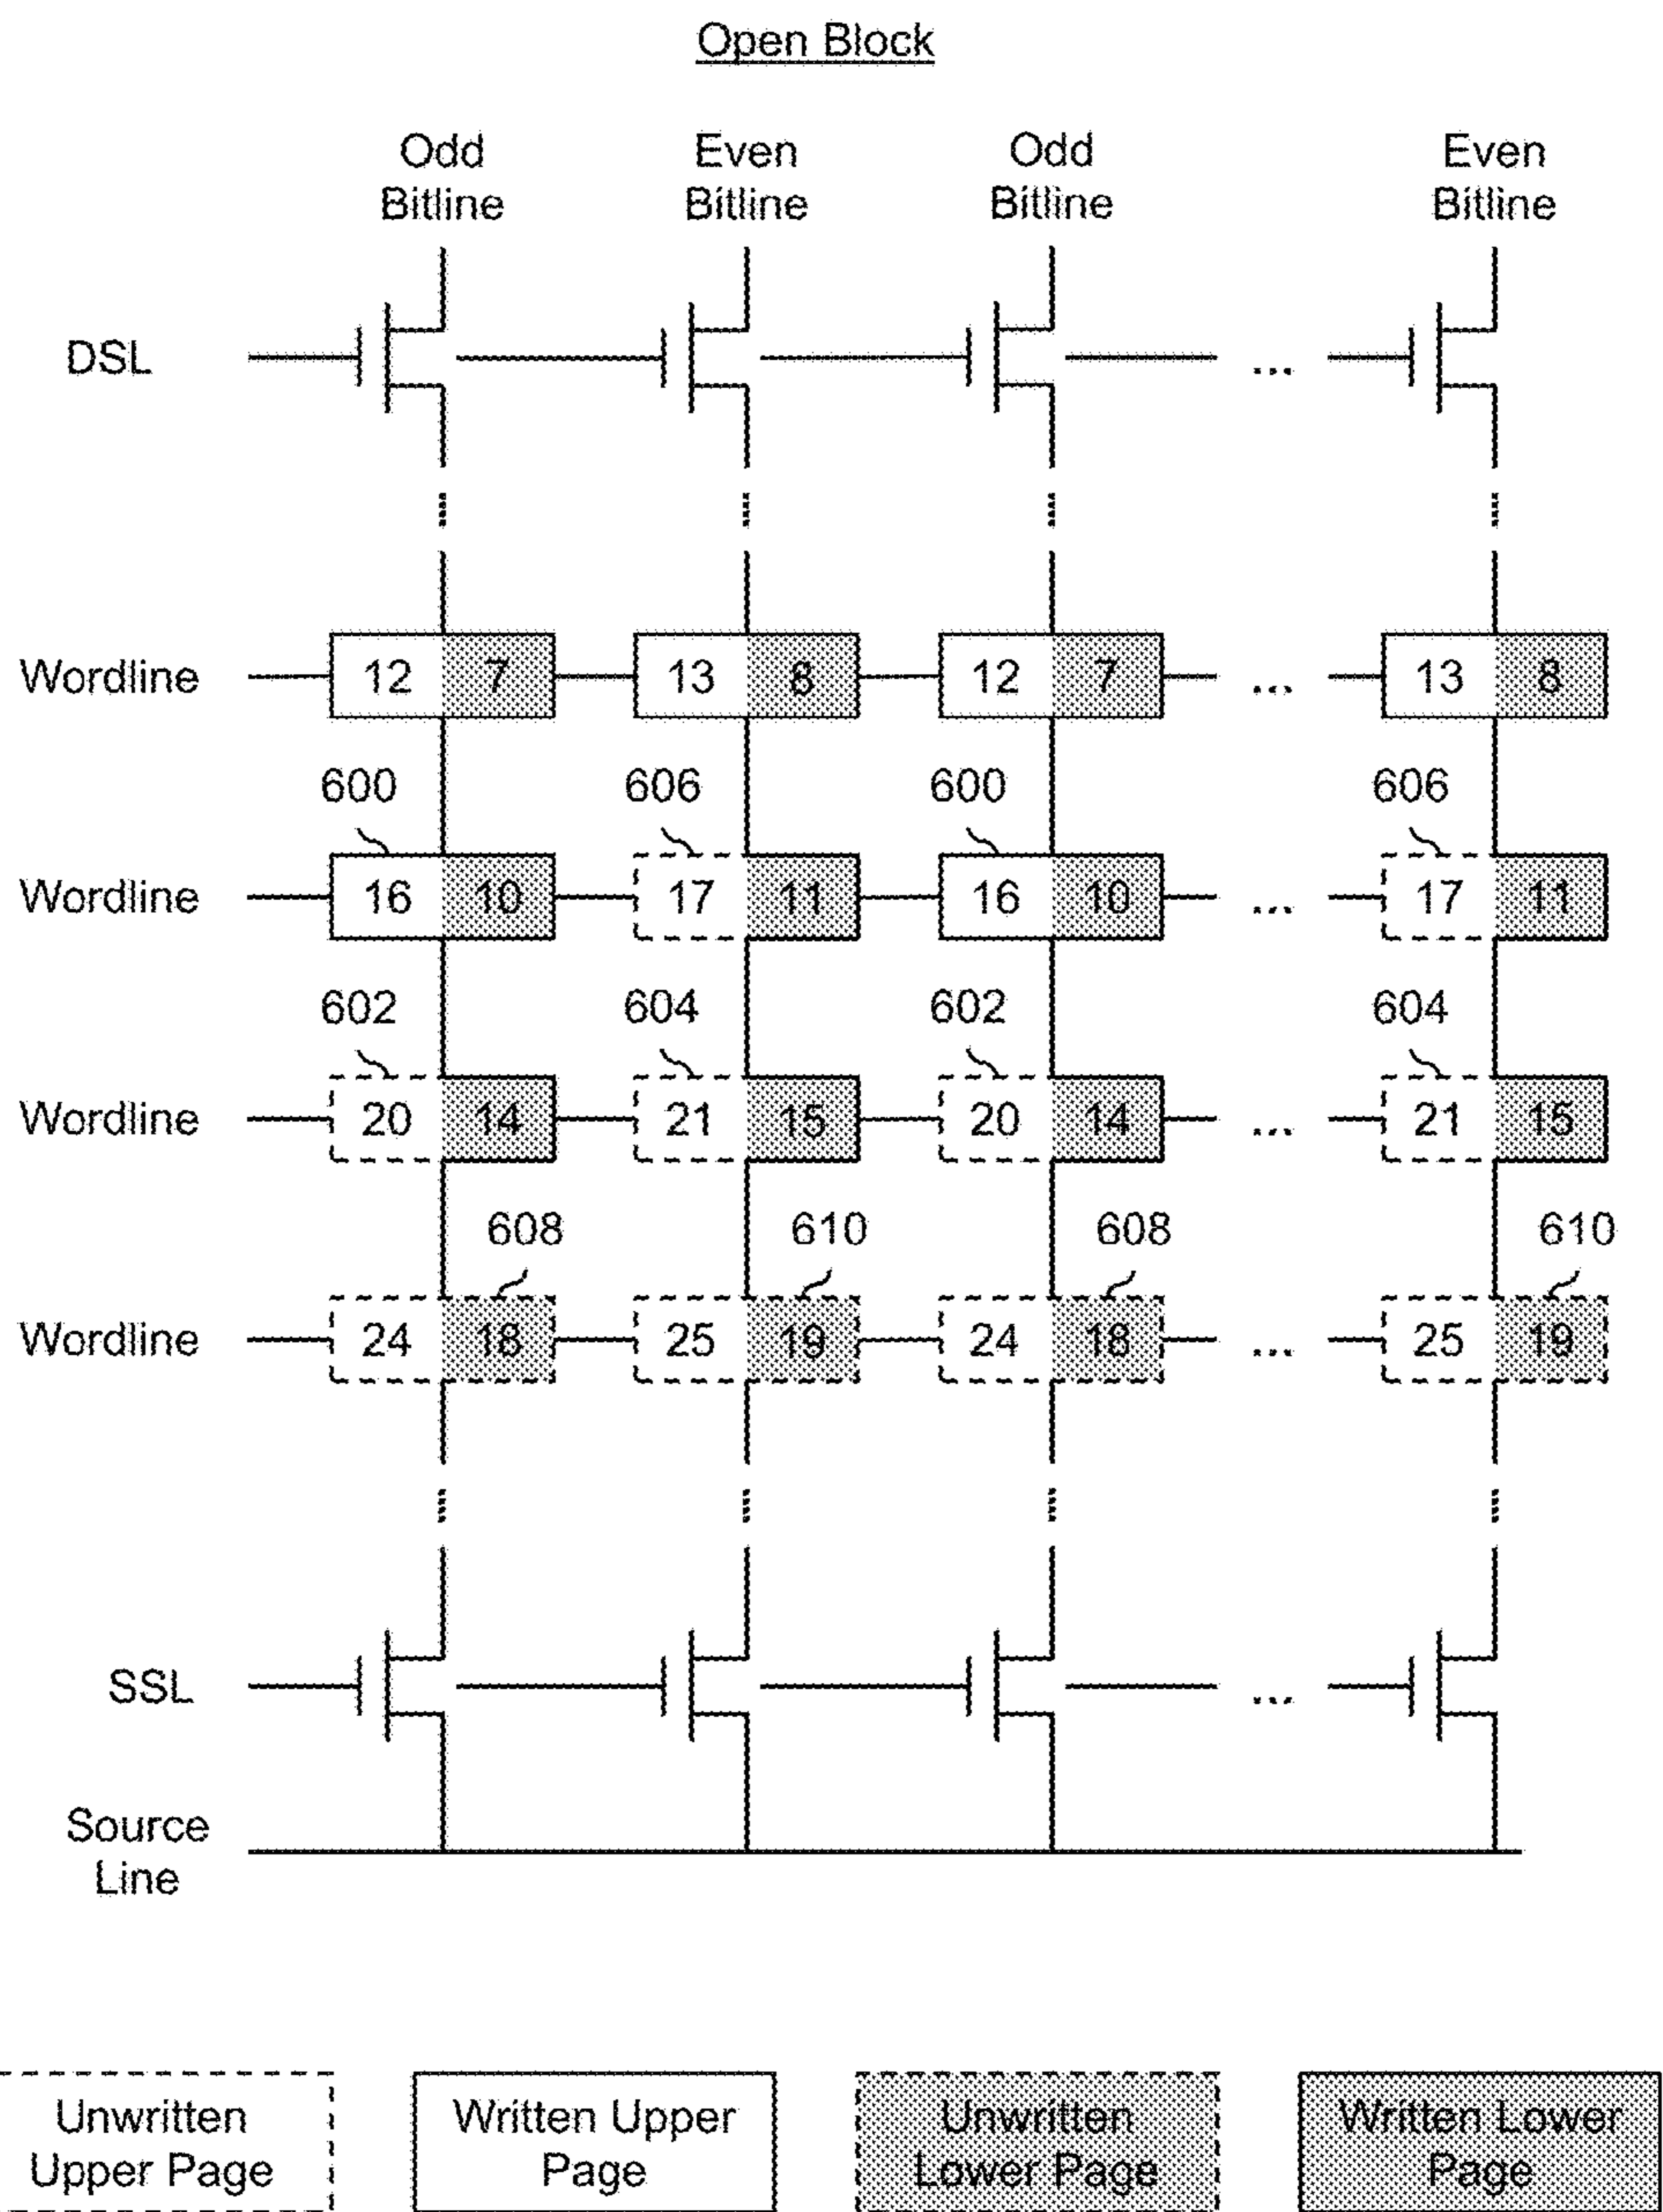 Open Block
Odd Even Odd Even
Bitline Bitline Bitline Bitline
DSL ...
... ... ... ...
Wordline 12 7 13 8 12 7 ... 13 8
600 606 600 606
Wordline 16 10 17 11 16 10 ... 17 11
602 604 602 604
Wordline 20 14 21 15 20 14 ... 21 15
608 610 608 610
Wordline 24 18 25 19 24 18 ... 25 19
... ... ... ...
SSL ...
Source
Line
Unwritten Written Upper Unwritten Written Lower
Upper Page Page Lower Page Page